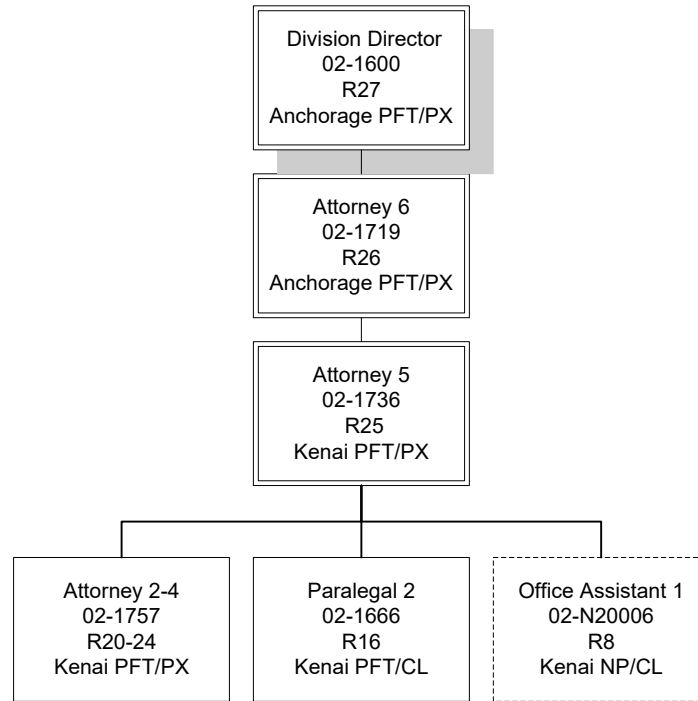 Division Director
02-1600
R27
Anchorage PFT/PX
Attorney 6
02-1719
R26
Anchorage PFT/PX
Attorney 5
02-1736
R25
Kenai PFT/PX
Attorney 2-4
02-1757
R20-24
Kenai PFT/PX
Paralegal 2
02-1666
R16
Kenai PFT/CL
Office Assistant 1
02-N20006
R8
Kenai NP/CL